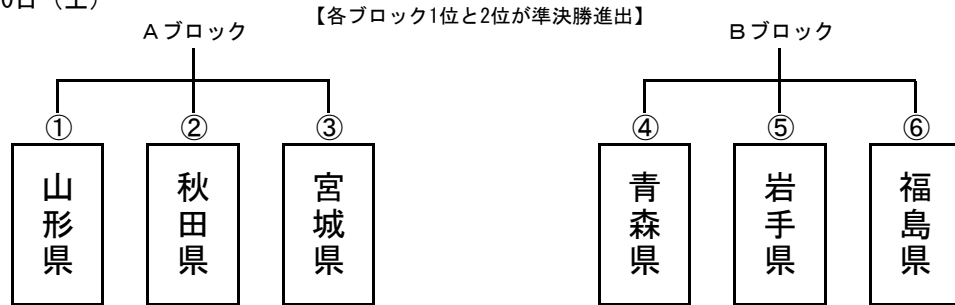 0日（土）
【各ブロック1位と2位が準決勝進出】
Aブロック
Bブロック
①
②
③
④
⑤
⑥
山形県
秋田県
宮城県
青森県
岩手県
福島県